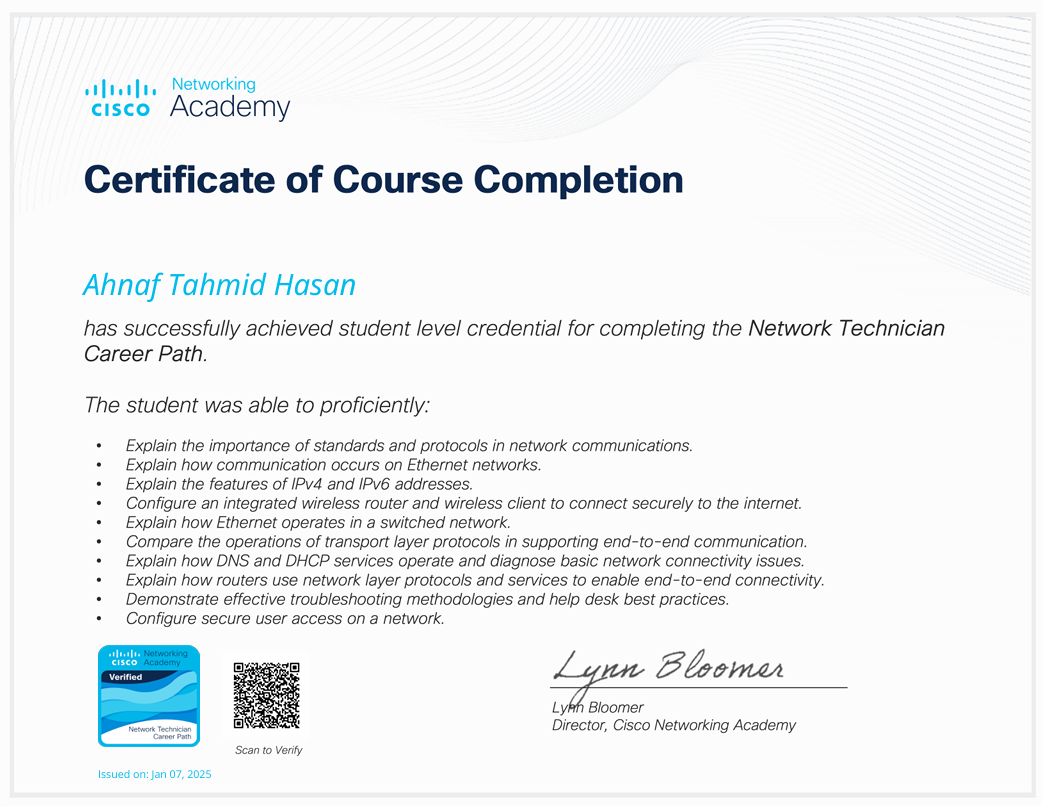 Networking
CISCO Academy
Certificate of Course Completion
Ahnaf Tahmid Hasan
has successfully achieved student level credential for completing the Network Technician
Career Path.
The student was able to proficiently:
• Explain the importance of standards and protocols in network communications.
• Explain how communication occurs on Ethernet networks.
• Explain the features of IPv4 and IPv6 addresses.
• Configure an integrated wireless router and wireless client to connect securely to the internet.
• Explain how Ethernet operates in a switched network.
• Compare the operations of transport layer protocols in supporting end-to-end communication.
• Explain how DNS and DHCP services operate and diagnose basic network connectivity issues.
• Explain how routers use network layer protocols and services to enable end-to-end connectivity.
• Demonstrate effective troubleshooting methodologies and help desk best practices.
• Configure secure user access on a network.
Networking
CISCO Academy
Verified
Network Technician
Career Path
Scan to Verify
Issued on: Jan 07, 2025
Lynn Bloomer
Lynn Bloomer
Director, Cisco Networking Academy